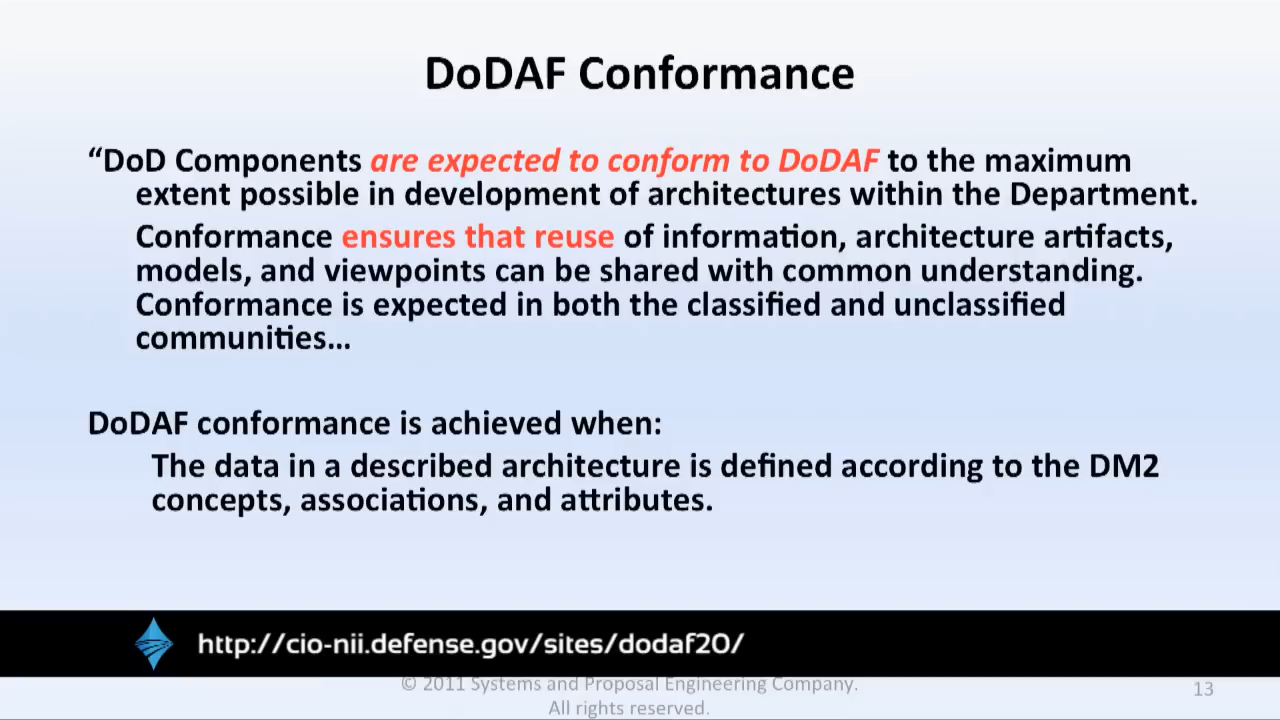 DoDAF Conformance
“DoD Components are expected to conform to DoDAF to the maximum
extent possible in development of architectures within the Department.
Conformance ensures that reuse of information, architecture artifacts,
models, and viewpoints can be shared with common understanding.
Conformance is expected in both the classified and unclassified
communities…
DoDAF conformance is achieved when:
The data in a described architecture is defined according to the DM2
concepts, associations, and attributes.
http://cio-nii.defense.gov/sites/dodaf20/
© 2011 Systems and Proposal Engineering Company.
All rights reserved.
13